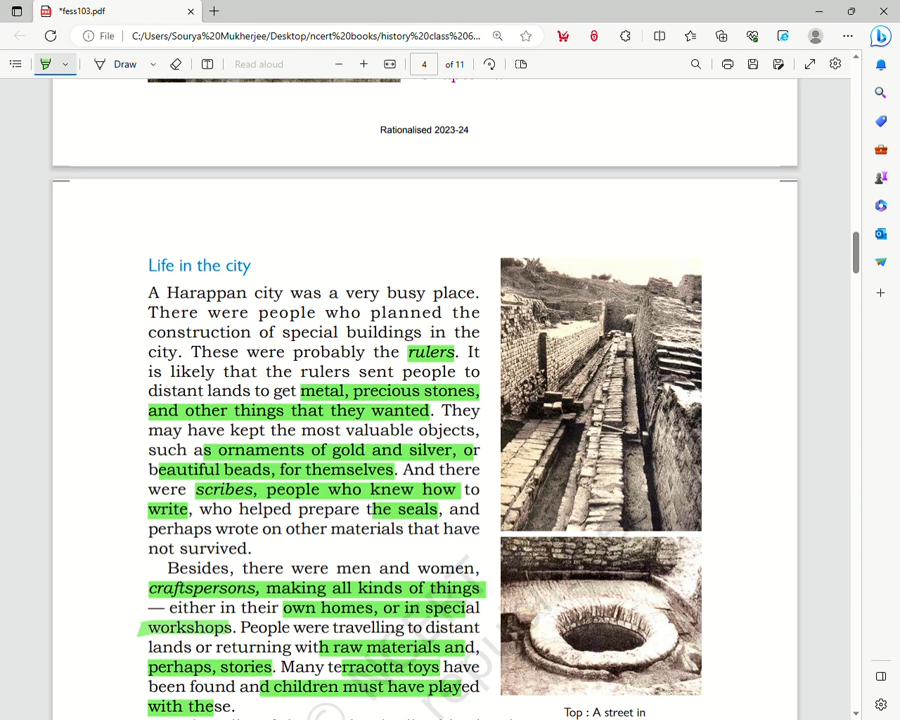 *fess103.pdf
File
C:/Users/Sourya%20Mukherjee/Desktop/ncert%20books/history%20class%206...
Draw
Read aloud
4
of 11
Rationalised 2023-24
Life in the city
A Harappan city was a very busy place.
There were people who planned the
construction of special buildings in the
city. These were probably the rulers. It
is likely that the rulers sent people to
distant lands to get metal, precious stones,
and other things that they wanted. They
may have kept the most valuable objects,
such as ornaments of gold and silver, or
beautiful beads, for themselves. And there
were scribes, people who knew how to
write, who helped prepare the seals, and
perhaps wrote on other materials that have
not survived.
Besides, there were men and women,
craftspersons, making all kinds of things
— either in their own homes, or in special
workshops. People were travelling to distant
lands or returning with raw materials and,
perhaps, stories. Many terracotta toys have
been found and children must have played
with these.
Top : A street in